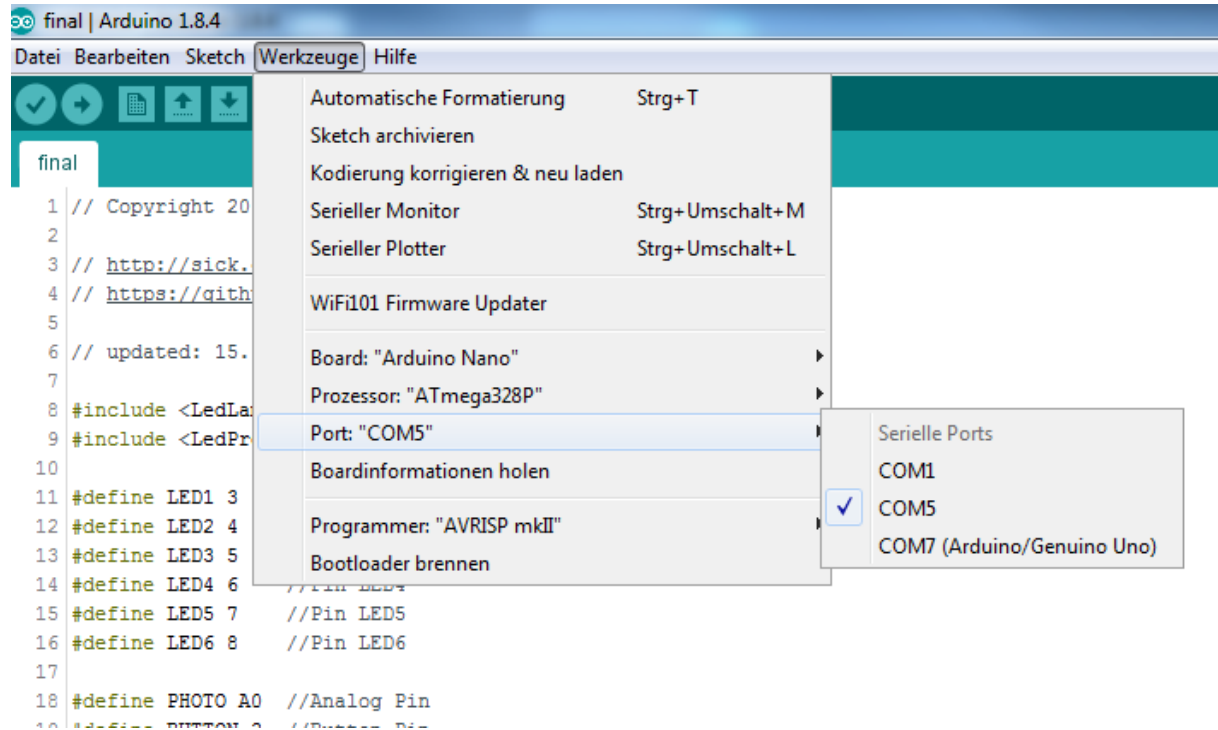 final | Arduino 1.8.4
Datei Bearbeiten Sketch Werkzeuge Hilfe
Automatische Formatierung Strg+T
Sketch archivieren
Kodierung korrigieren & neu laden
Serieller Monitor Strg+Umschalt+M
Serieller Plotter Strg+Umschalt+L
WiFi101 Firmware Updater
Board: "Arduino Nano"
Prozessor: "ATmega328P"
Port: "COM5"
Boardinformationen holen
Programmer: "AVRISP mkII"
Bootloader brennen
Serielle Ports
COM1
COM5
COM7 (Arduino/Genuino Uno)
final
1 // Copyright 20
2
3 // http://sick.
4 // https://gith
5
6 // updated: 15.
7
8 #include <LedLa
9 #include <LedPr
10
11 #define LED1 3
12 #define LED2 4
13 #define LED3 5
14 #define LED4 6 //Pin LED4
15 #define LED5 7 //Pin LED5
16 #define LED6 8 //Pin LED6
17
18 #define PHOTO A0 //Analog Pin